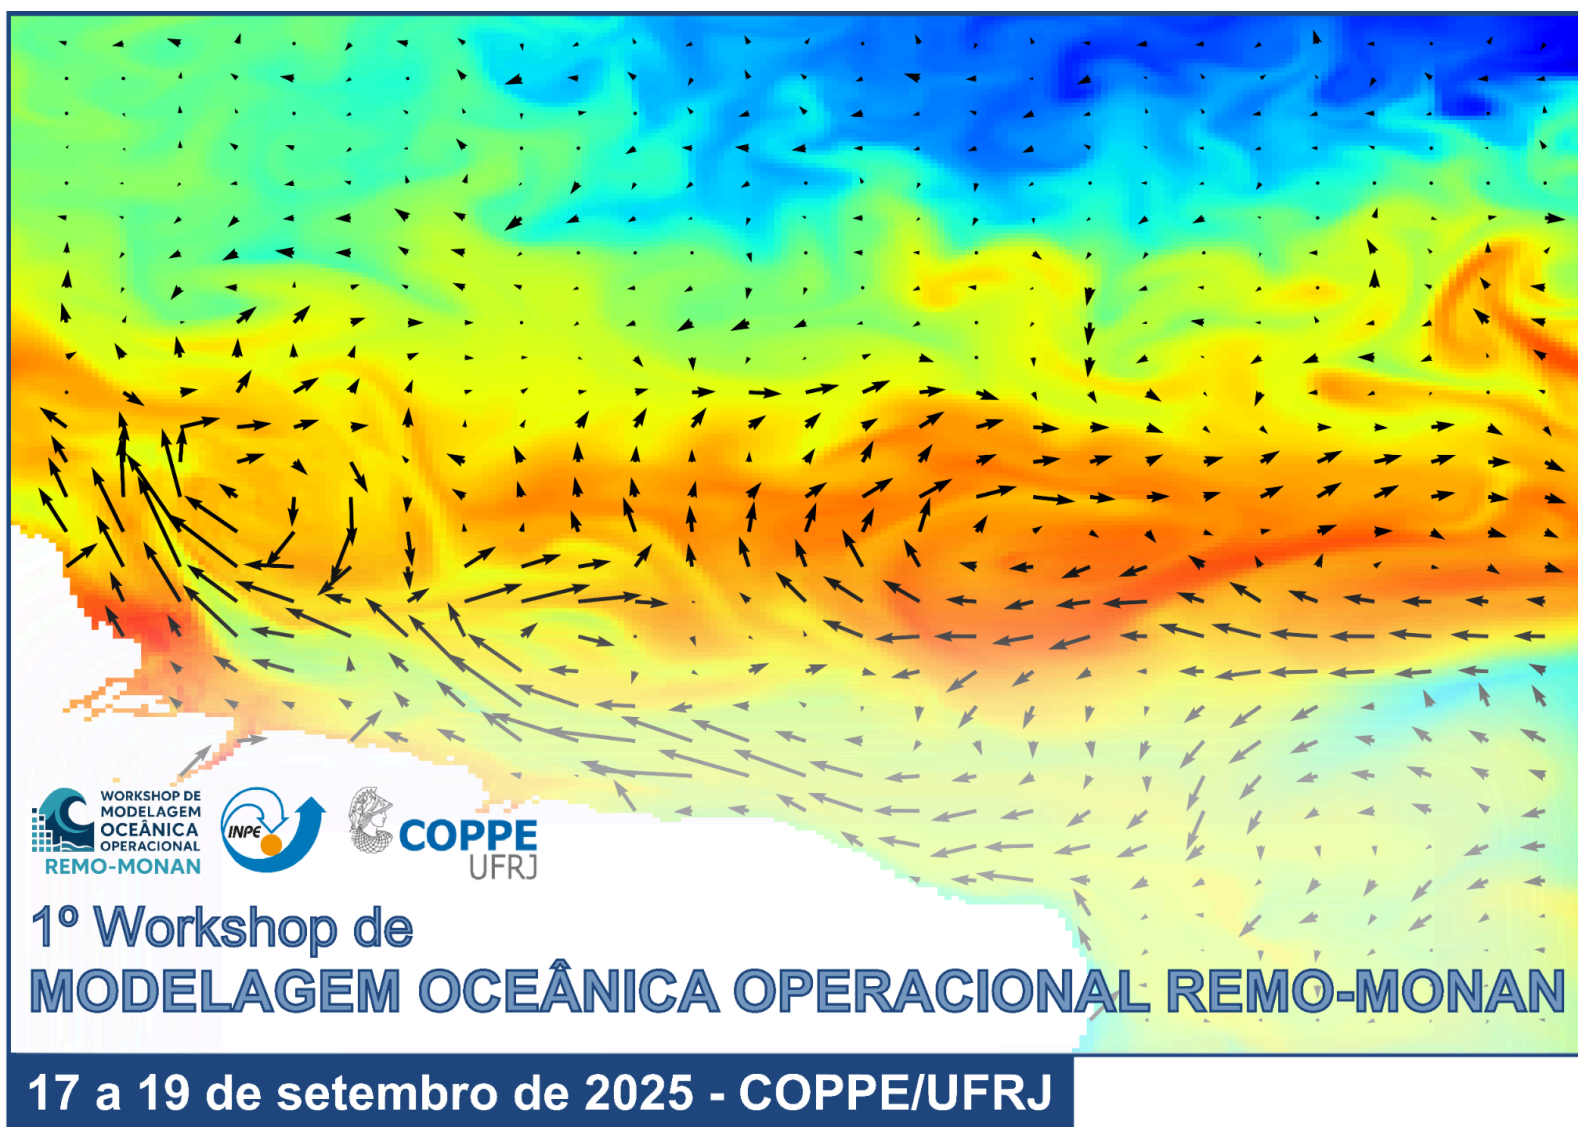 WORKSHOP DE
MODELAGEM
OCEÂNICA
OPERACIONAL
REMO-MONAN
INPE
COPPE
UFRJ
1º Workshop de
MODELAGEM OCEÂNICA OPERACIONAL REMO-MONAN
17 a 19 de setembro de 2025 - COPPE/UFRJ